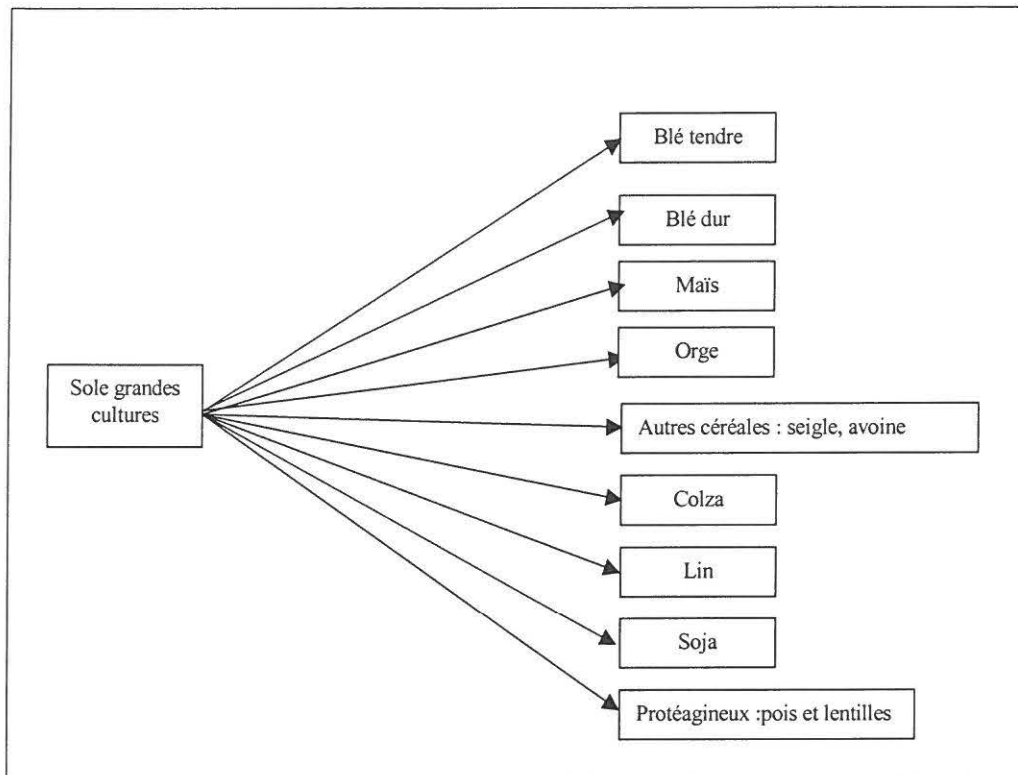 Blé tendre
Blé dur
Maïs
Orge
Sole grandes
cultures
Autres céréales : seigle, avoine
Colza
Lin
Soja
Protéagineux :pois et lentilles